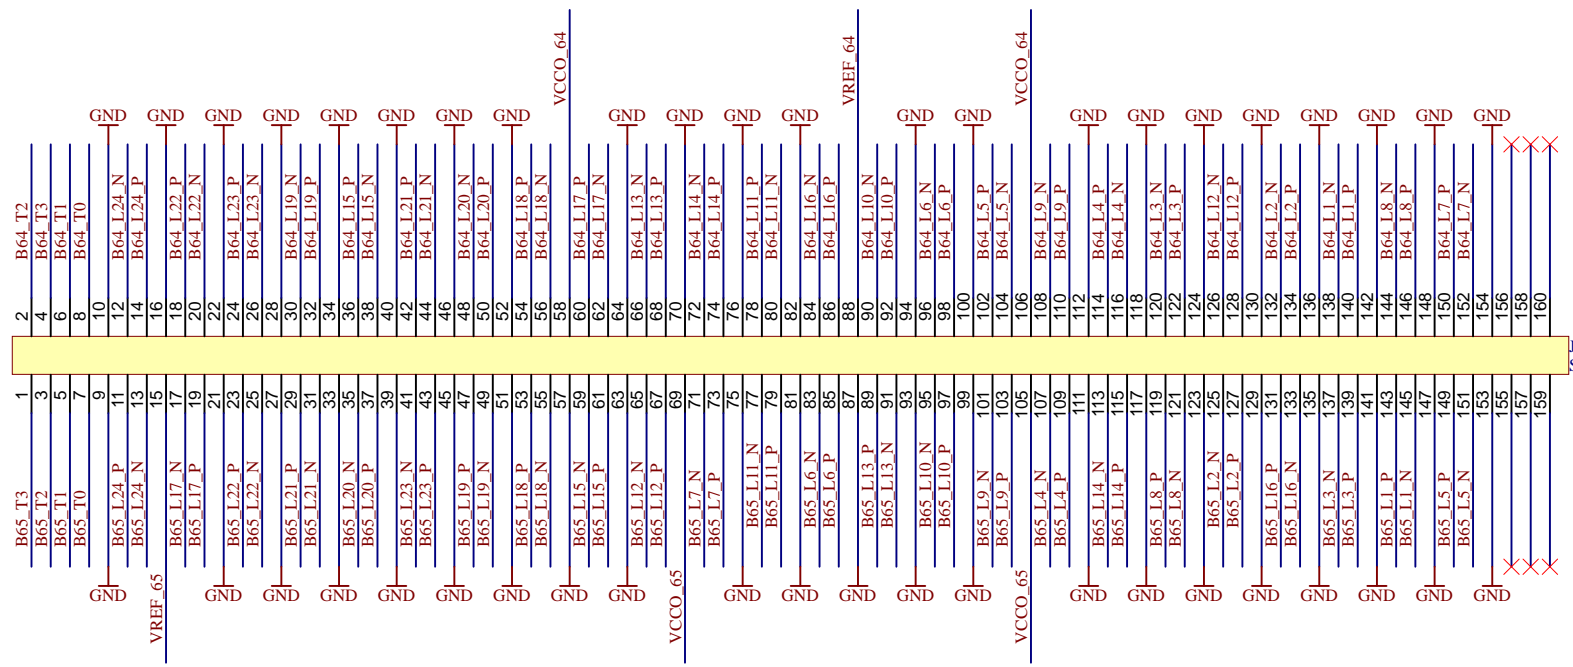 VCCO_64 VREF_64 VCCO_64
GND GND GND GND GND GND GND GND GND GND GND GND GND GND GND GND GND GND GND GND GND GND
B64_T2 B64_T3 B64_T1 B64_T0 B64_L24_N B64_L24_P B64_L22_P B64_L22_N B64_L23_P B64_L23_N B64_L19_N B64_L19_P B64_L15_P B64_L15_N B64_L21_P B64_L21_N B64_L20_N B64_L20_P B64_L18_P B64_L18_N B64_L17_P B64_L17_N B64_L13_N B64_L13_P B64_L14_N B64_L14_P B64_L11_P B64_L11_N B64_L16_N B64_L16_P B64_L10_N B64_L10_P B64_L6_N B64_L6_P B64_L5_P B64_L5_N B64_L9_N B64_L9_P B64_L4_P B64_L4_N B64_L3_N B64_L3_P B64_L12_N B64_L12_P B64_L2_N B64_L2_P B64_L1_N B64_L1_P B64_L8_N B64_L8_P B64_L7_P B64_L7_N
2 4 6 8 10 12 14 16 18 20 22 24 26 28 30 32 34 36 38 40 42 44 46 48 50 52 54 56 58 60 62 64 66 68 70 72 74 76 78 80 82 84 86 88 90 92 94 96 98 100 102 104 106 108 110 112 114 116 118 120 122 124 126 128 130 132 134 136 138 140 142 144 146 148 150 152 154 156 158 160
1 3 5 7 9 11 13 15 17 19 21 23 25 27 29 31 33 35 37 39 41 43 45 47 49 51 53 55 57 59 61 63 65 67 69 71 73 75 77 79 81 83 85 87 89 91 93 95 97 99 101 103 105 107 109 111 113 115 117 119 121 123 125 127 129 131 133 135 137 139 141 143 145 147 149 151 153 155 157 159
B65_T3 B65_T2 B65_T1 B65_T0 B65_L24_P B65_L24_N B65_L17_N B65_L17_P B65_L22_P B65_L22_N B65_L21_P B65_L21_N B65_L20_N B65_L20_P B65_L23_N B65_L23_P B65_L19_P B65_L19_N B65_L18_P B65_L18_N B65_L15_N B65_L15_P B65_L12_N B65_L12_P B65_L7_N B65_L7_P B65_L11_N B65_L11_P B65_L6_N B65_L6_P B65_L13_P B65_L13_N B65_L10_N B65_L10_P B65_L9_N B65_L9_P B65_L4_N B65_L4_P B65_L14_N B65_L14_P B65_L8_P B65_L8_N B65_L2_N B65_L2_P B65_L16_P B65_L16_N B65_L3_N B65_L3_P B65_L1_P B65_L1_N B65_L5_P B65_L5_N
GND GND GND GND GND GND GND GND GND GND GND GND GND GND GND GND GND GND GND GND GND
VREF_65 VCCO_65 VCCO_65